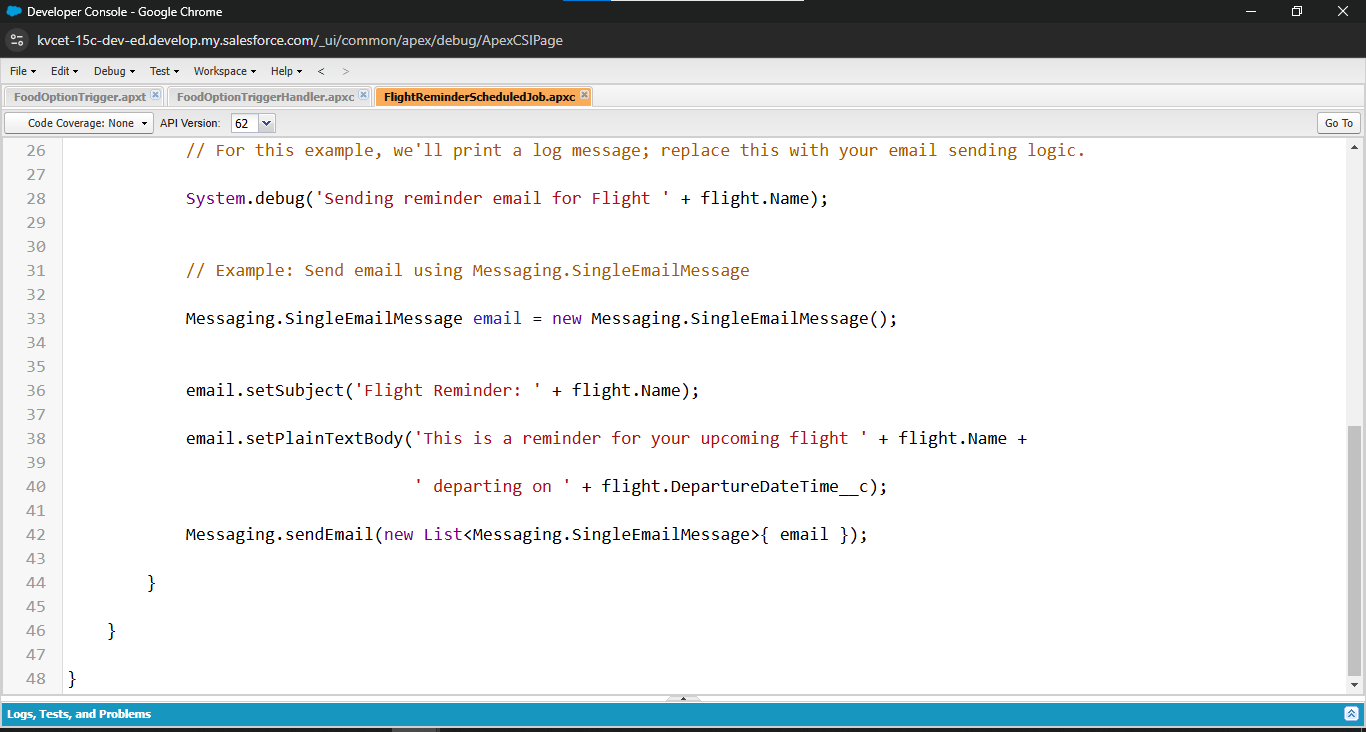 Developer Console - Google Chrome
kvcet-15c-dev-ed.develop.my.salesforce.com/_ui/common/apex/debug/ApexCSIPage
File Edit Debug Test Workspace Help < >
FoodOptionTrigger.apxt FoodOptionTriggerHandler.apxc FlightReminderScheduledJob.apxc
Code Coverage: None API Version: 62 Go To
26 // For this example, we'll print a log message; replace this with your email sending logic.
27
28 System.debug('Sending reminder email for Flight ' + flight.Name);
29
30
31 // Example: Send email using Messaging.SingleEmailMessage
32
33 Messaging.SingleEmailMessage email = new Messaging.SingleEmailMessage();
34
35
36 email.setSubject('Flight Reminder: ' + flight.Name);
37
38 email.setPlainTextBody('This is a reminder for your upcoming flight ' + flight.Name +
39
40 ' departing on ' + flight.DepartureDateTime__c);
41
42 Messaging.sendEmail(new List<Messaging.SingleEmailMessage>{ email });
43
44 }
45
46 }
47
48 }
Logs, Tests, and Problems